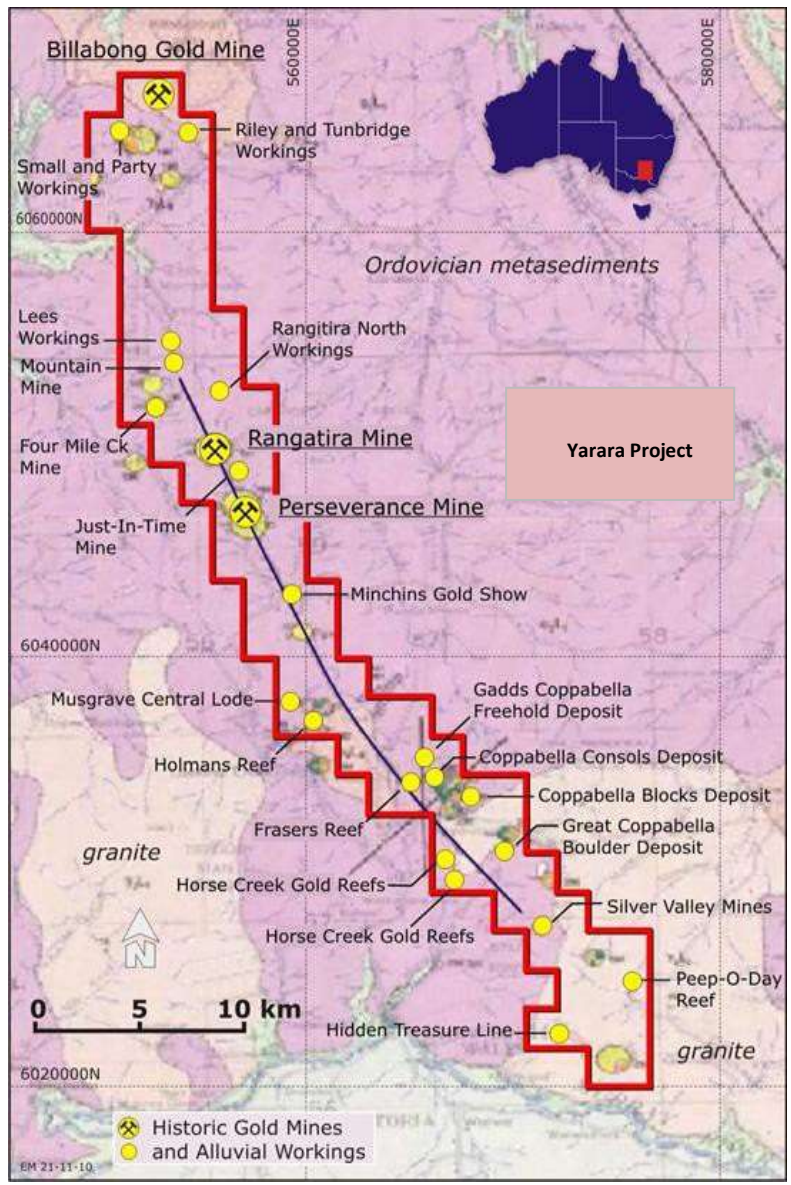 Billabong Gold Mine
560000E
580000E
Riley and Tunbridge
Workings
Small and Party
Workings
6060000N
Ordovician metasediments
Lees
Workings
Rangitira North
Workings
Mountain
Mine
Yarara Project
Rangatira Mine
Four Mile Ck
Mine
Perseverance Mine
Just-In-Time
Mine
Minchins Gold Show
56
57
58
6040000N
Gadds Coppabella
Freehold Deposit
Musgrave Central Lode
Coppabella Consols Deposit
Holmans Reef
Coppabella Blocks Deposit
Frasers Reef
Great Coppabella
Boulder Deposit
granite
Horse Creek Gold Reefs
Silver Valley Mines
Horse Creek Gold Reefs
N
Peep-O-Day
Reef
0 5 10 km
Hidden Treasure Line
granite
6020000N
Historic Gold Mines
and Alluvial Workings
EM 21-11-10